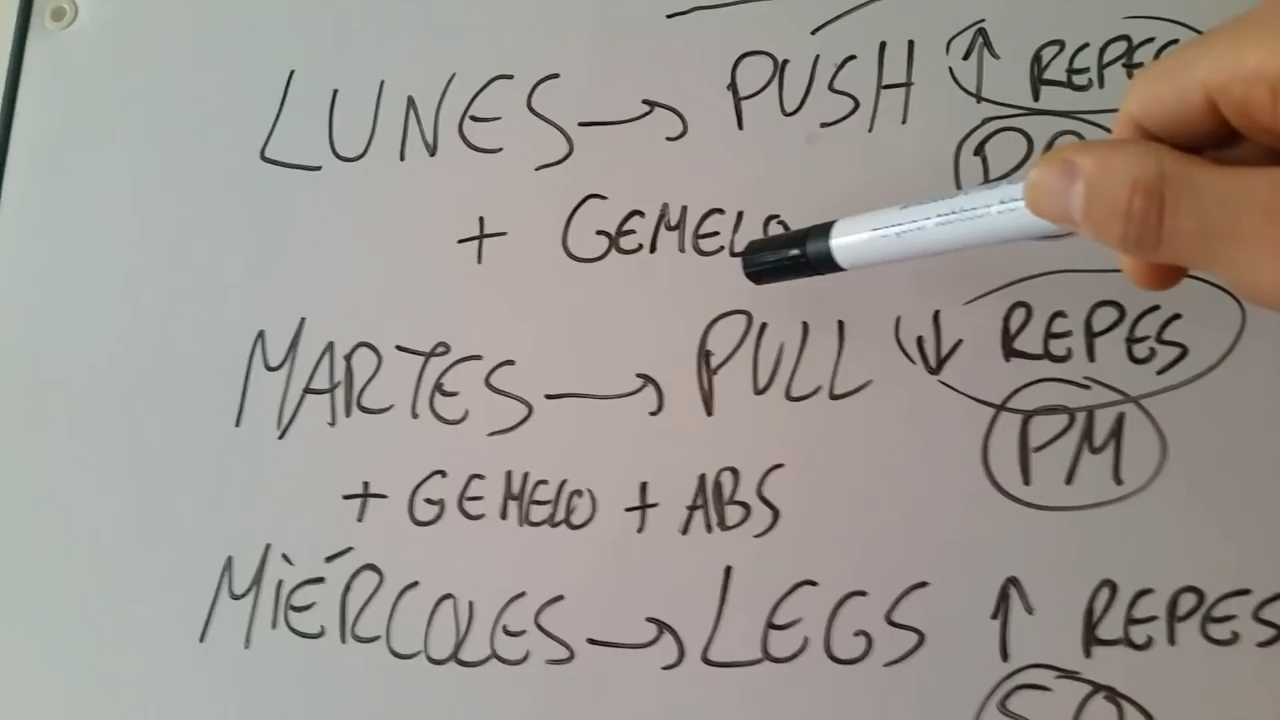 LUNES → PUSH ↑ REPES
+ GEMELO
MARTES → PULL ↓ REPES
PM
+ GEMELO + ABS
MIÉRCOLES → LEGS ↑ REPES